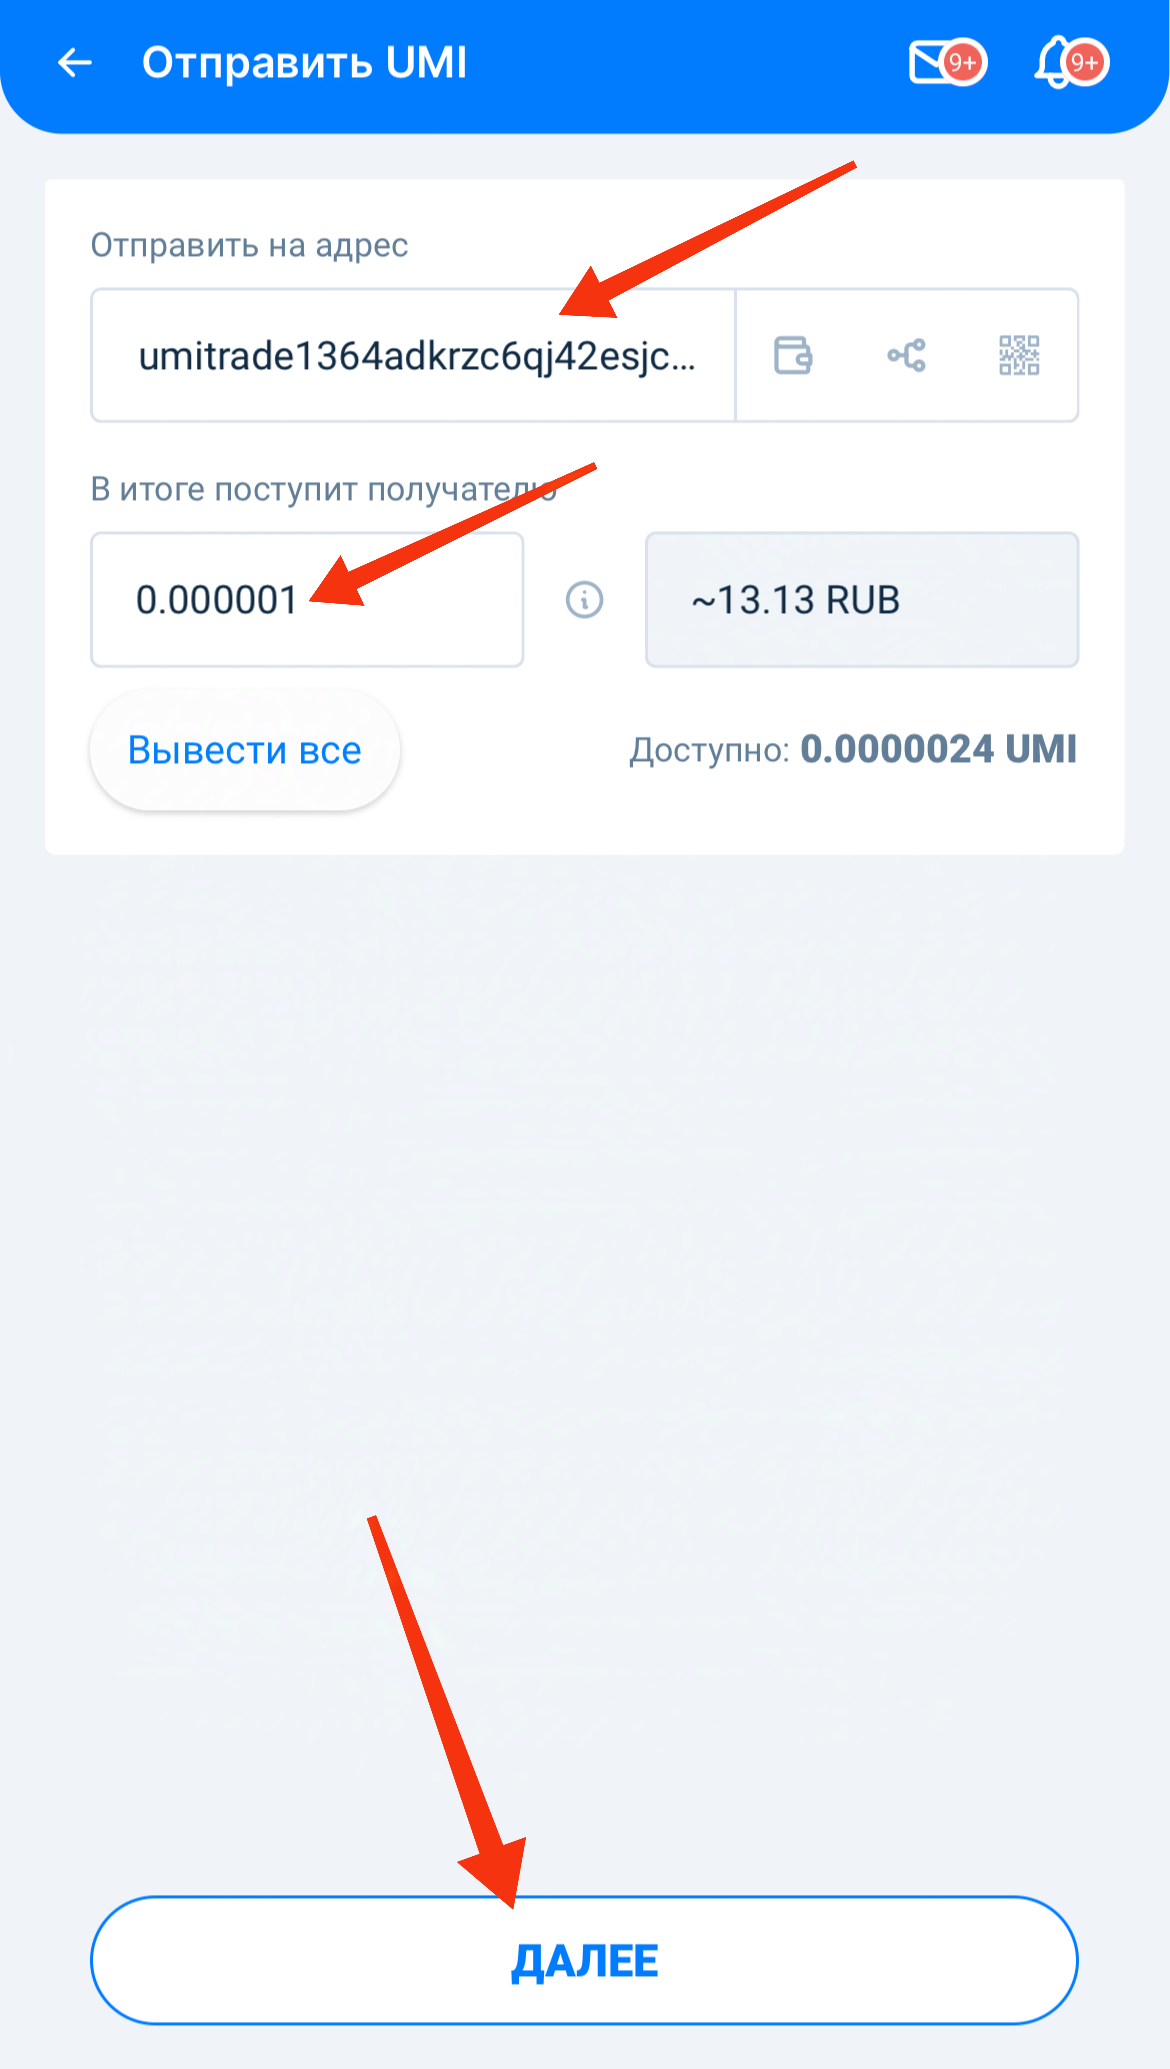 Отправить UMI
9+
9+
Отправить на адрес
umitrade1364adkrzc6qj42esjc...
В итоге поступит получателю
0.000001
~13.13 RUB
Вывести все
Доступно: 0.0000024 UMI
ДАЛЕЕ